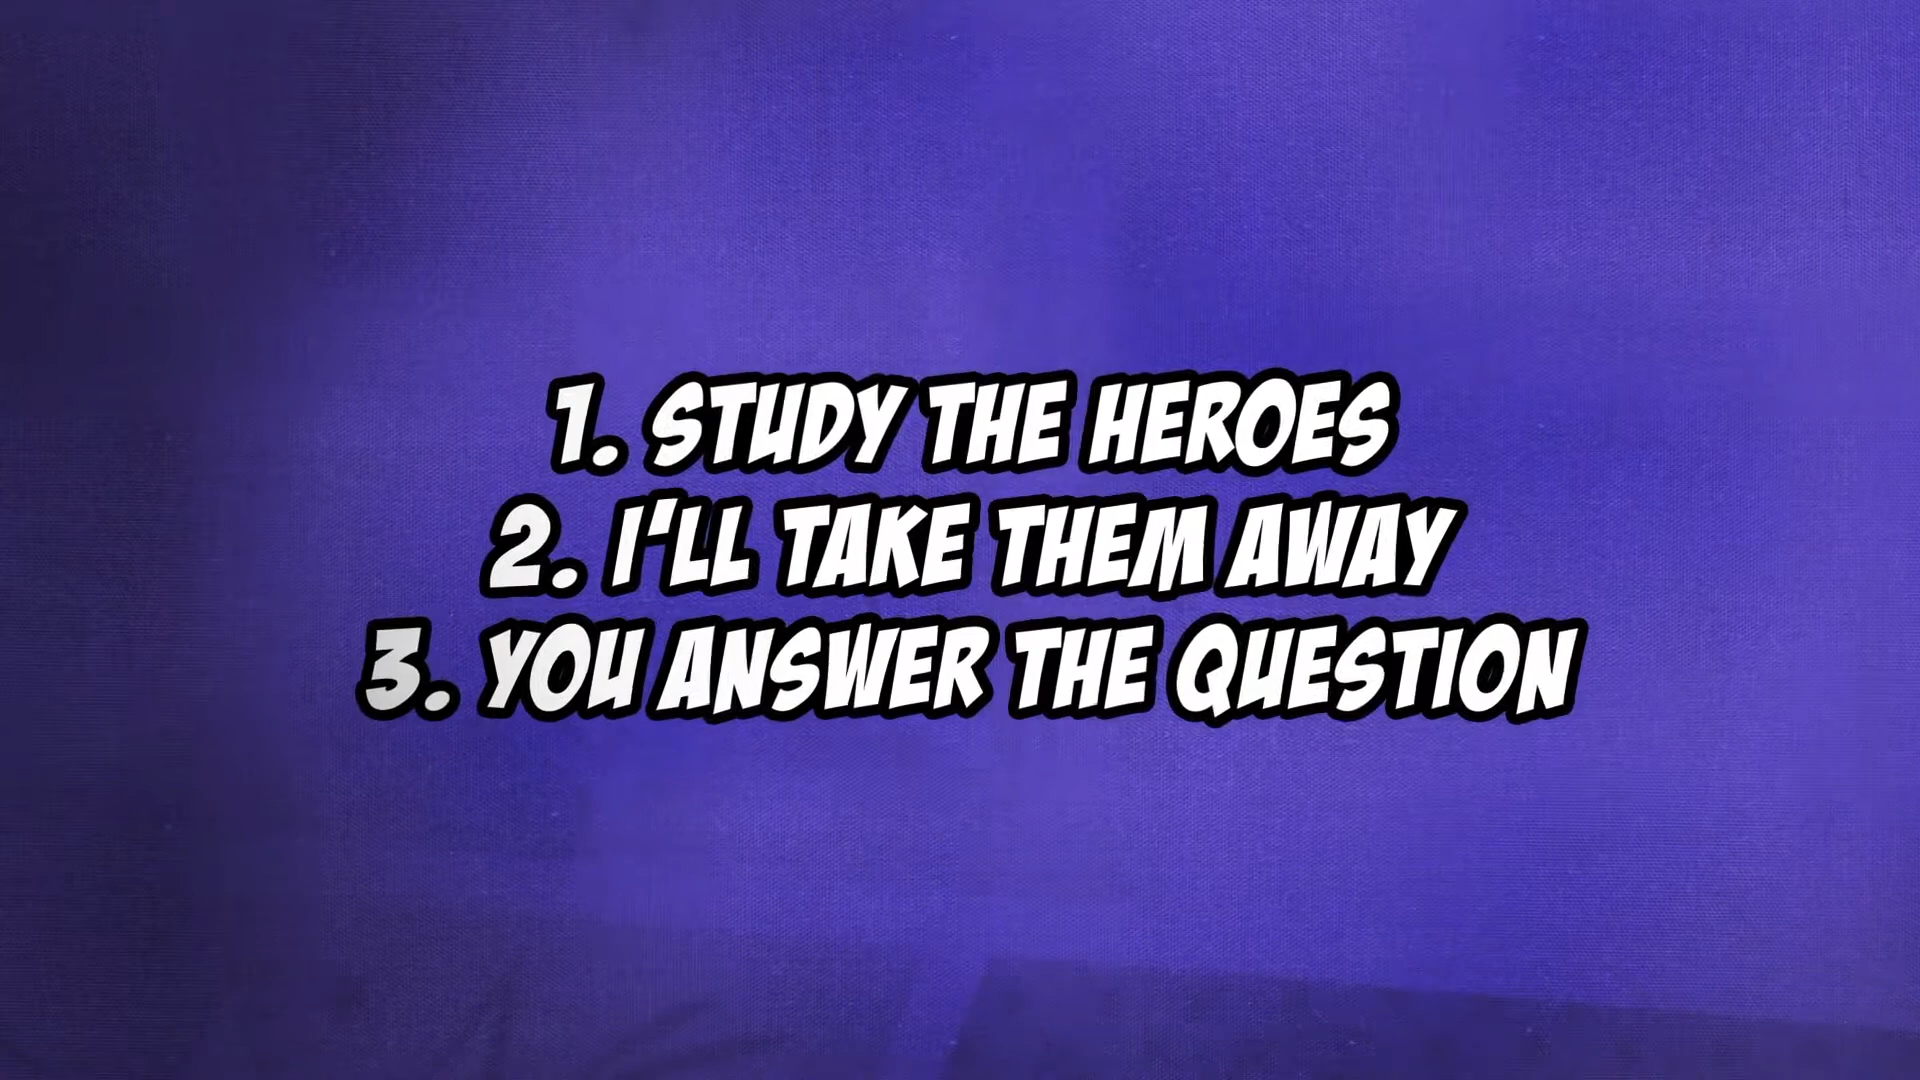 1. STUDY THE HEROES
2. I'LL TAKE THEM AWAY
3. YOU ANSWER THE QUESTION